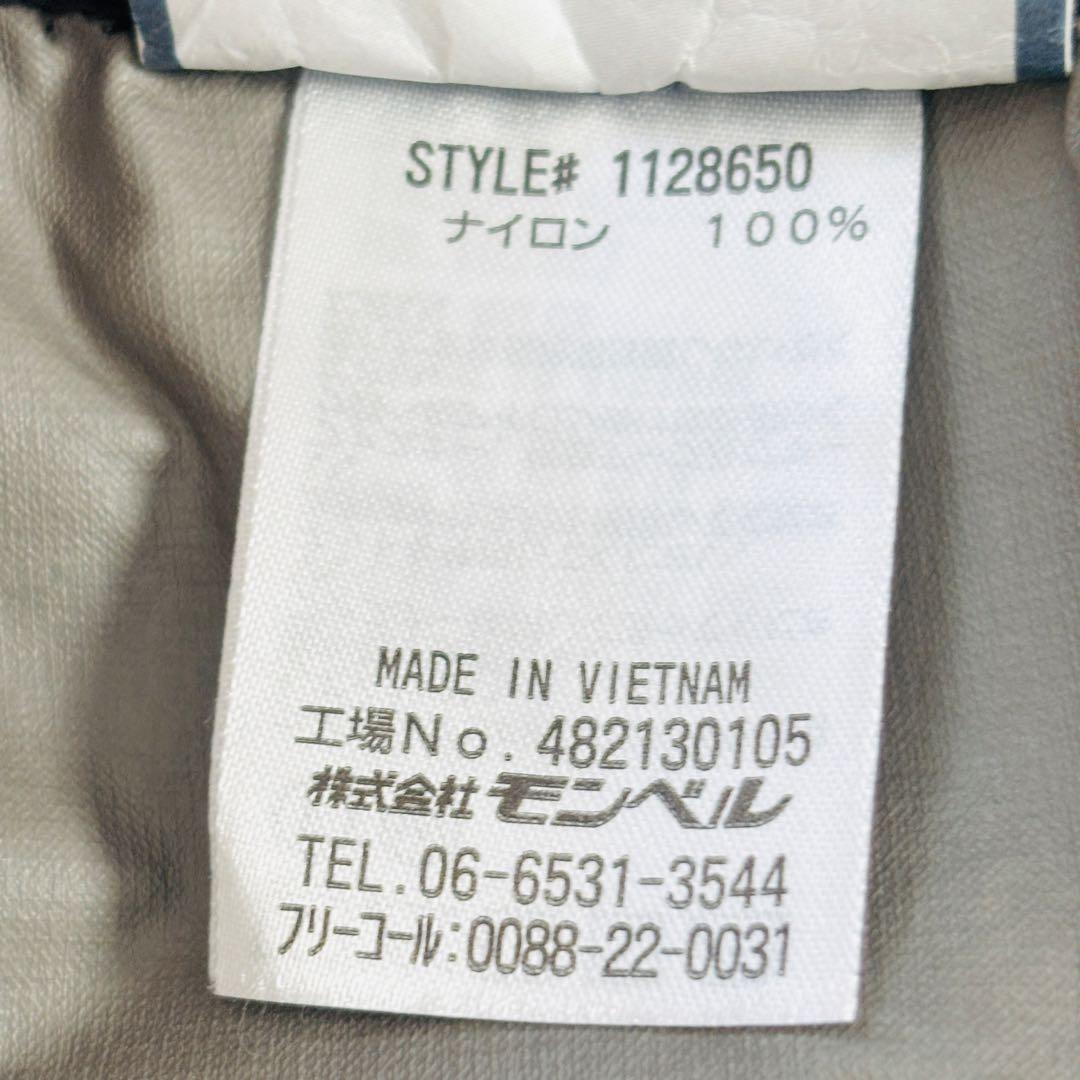 STYLE# 1128650
ナイロン 100%
MADE IN VIETNAM
工場No. 482130105
株式会社 モンベル
TEL. 06-6531-3544
フリーコール:0088-22-0031